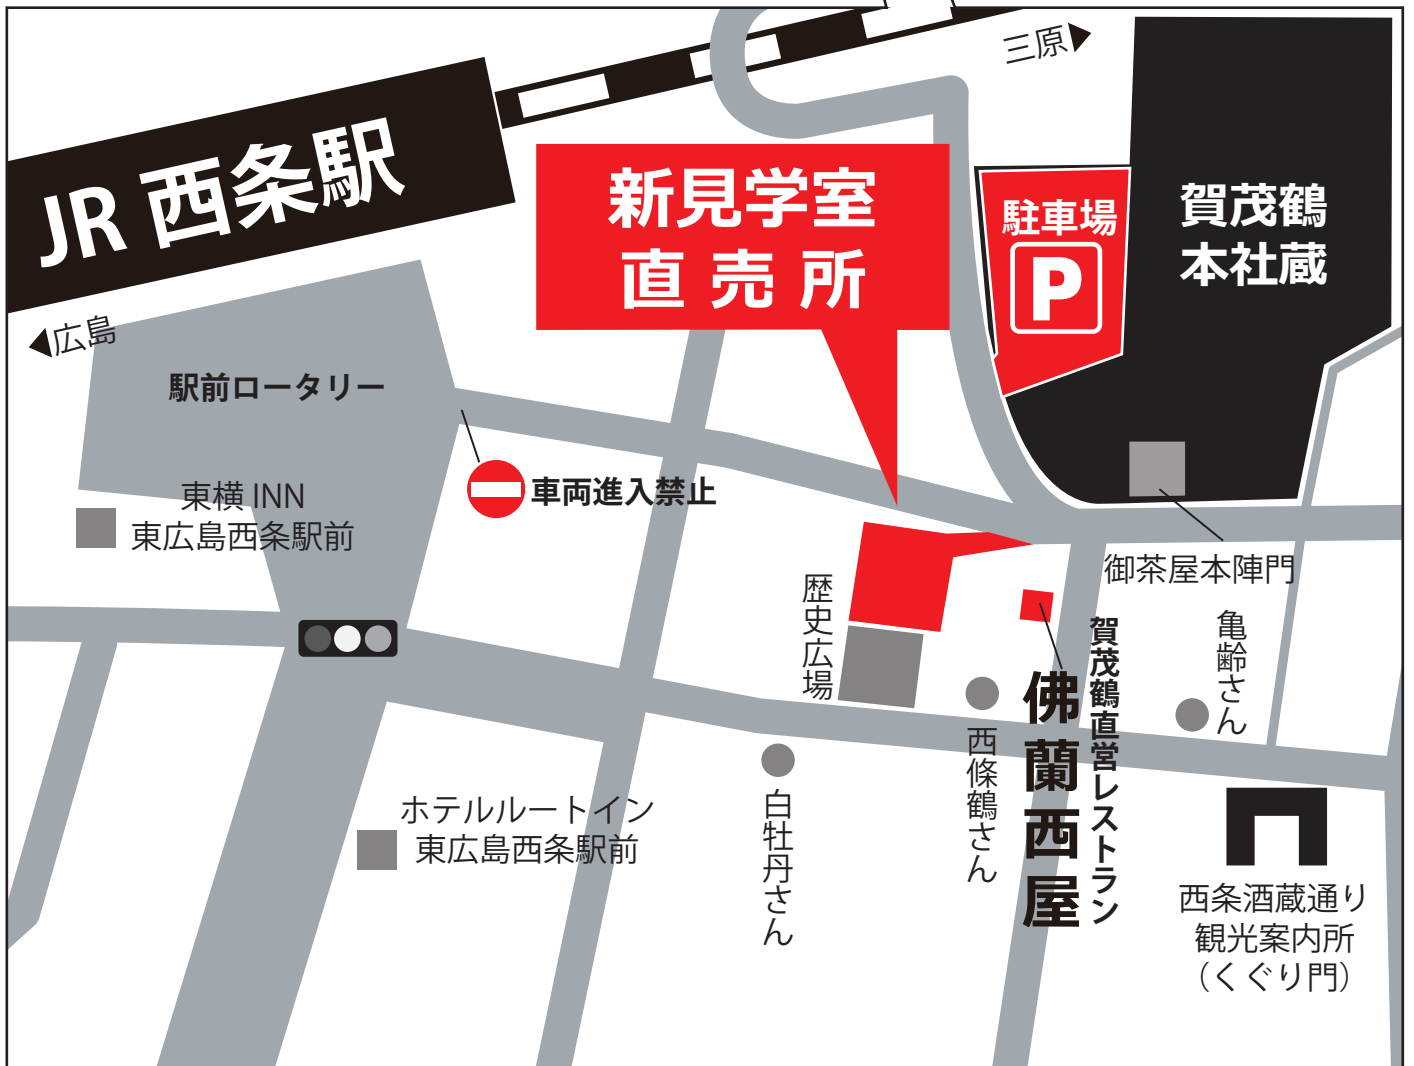 三原
JR 西条駅
新見学室
直売所
駐車場
P
賀茂鶴
本社蔵
広島
駅前ロータリー
車両進入禁止
東横 INN
東広島西条駅前
御茶屋本陣門
歴史広場
亀齢さん
賀茂鶴直営レストラン
佛蘭西屋
西條鶴さん
白牡丹さん
ホテルルートイン
東広島西条駅前
西条酒蔵通り
観光案内所
（くぐり門）